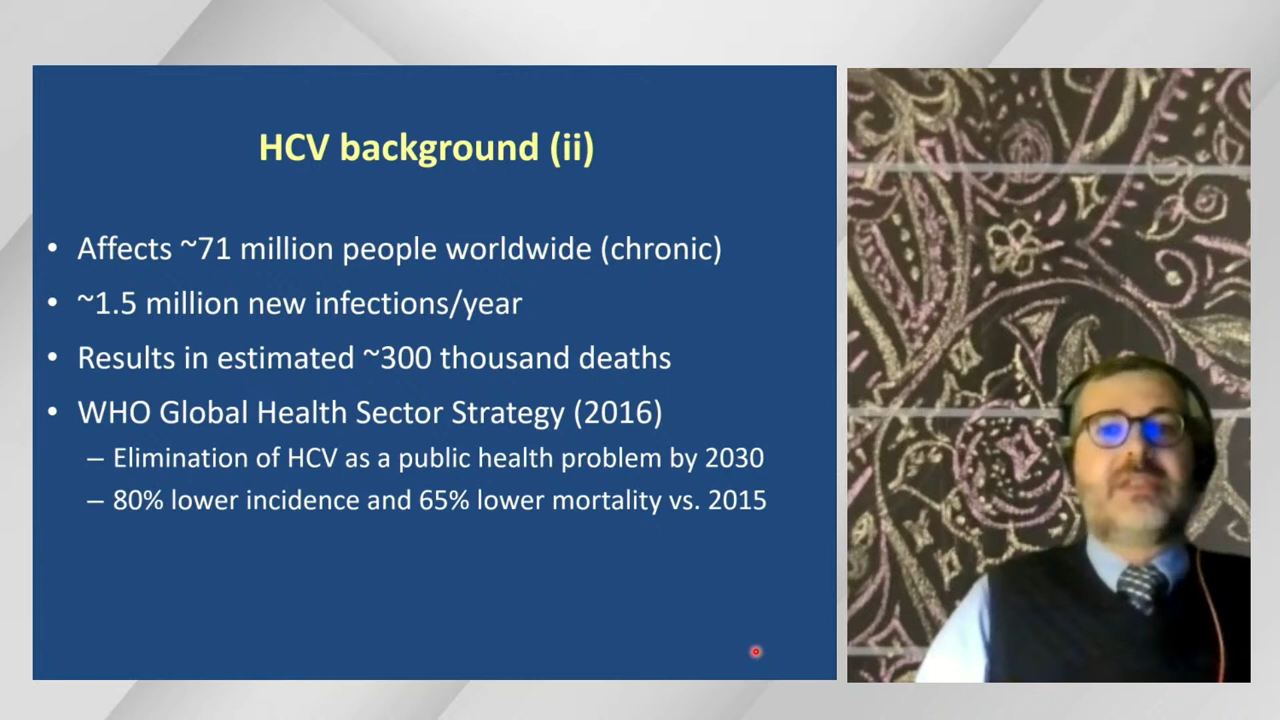 HCV background (ii)
• Affects ~71 million people worldwide (chronic)
• ~1.5 million new infections/year
• Results in estimated ~300 thousand deaths
• WHO Global Health Sector Strategy (2016)
– Elimination of HCV as a public health problem by 2030
– 80% lower incidence and 65% lower mortality vs. 2015